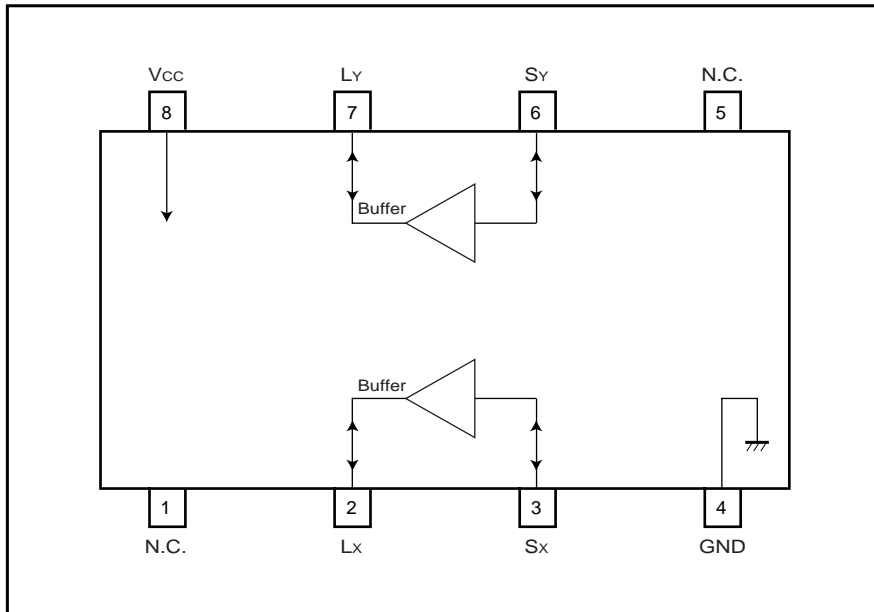 VCC LY SY N.C.
8 7 6 5
Buffer
Buffer
1 2 3 4
N.C. LX SX GND